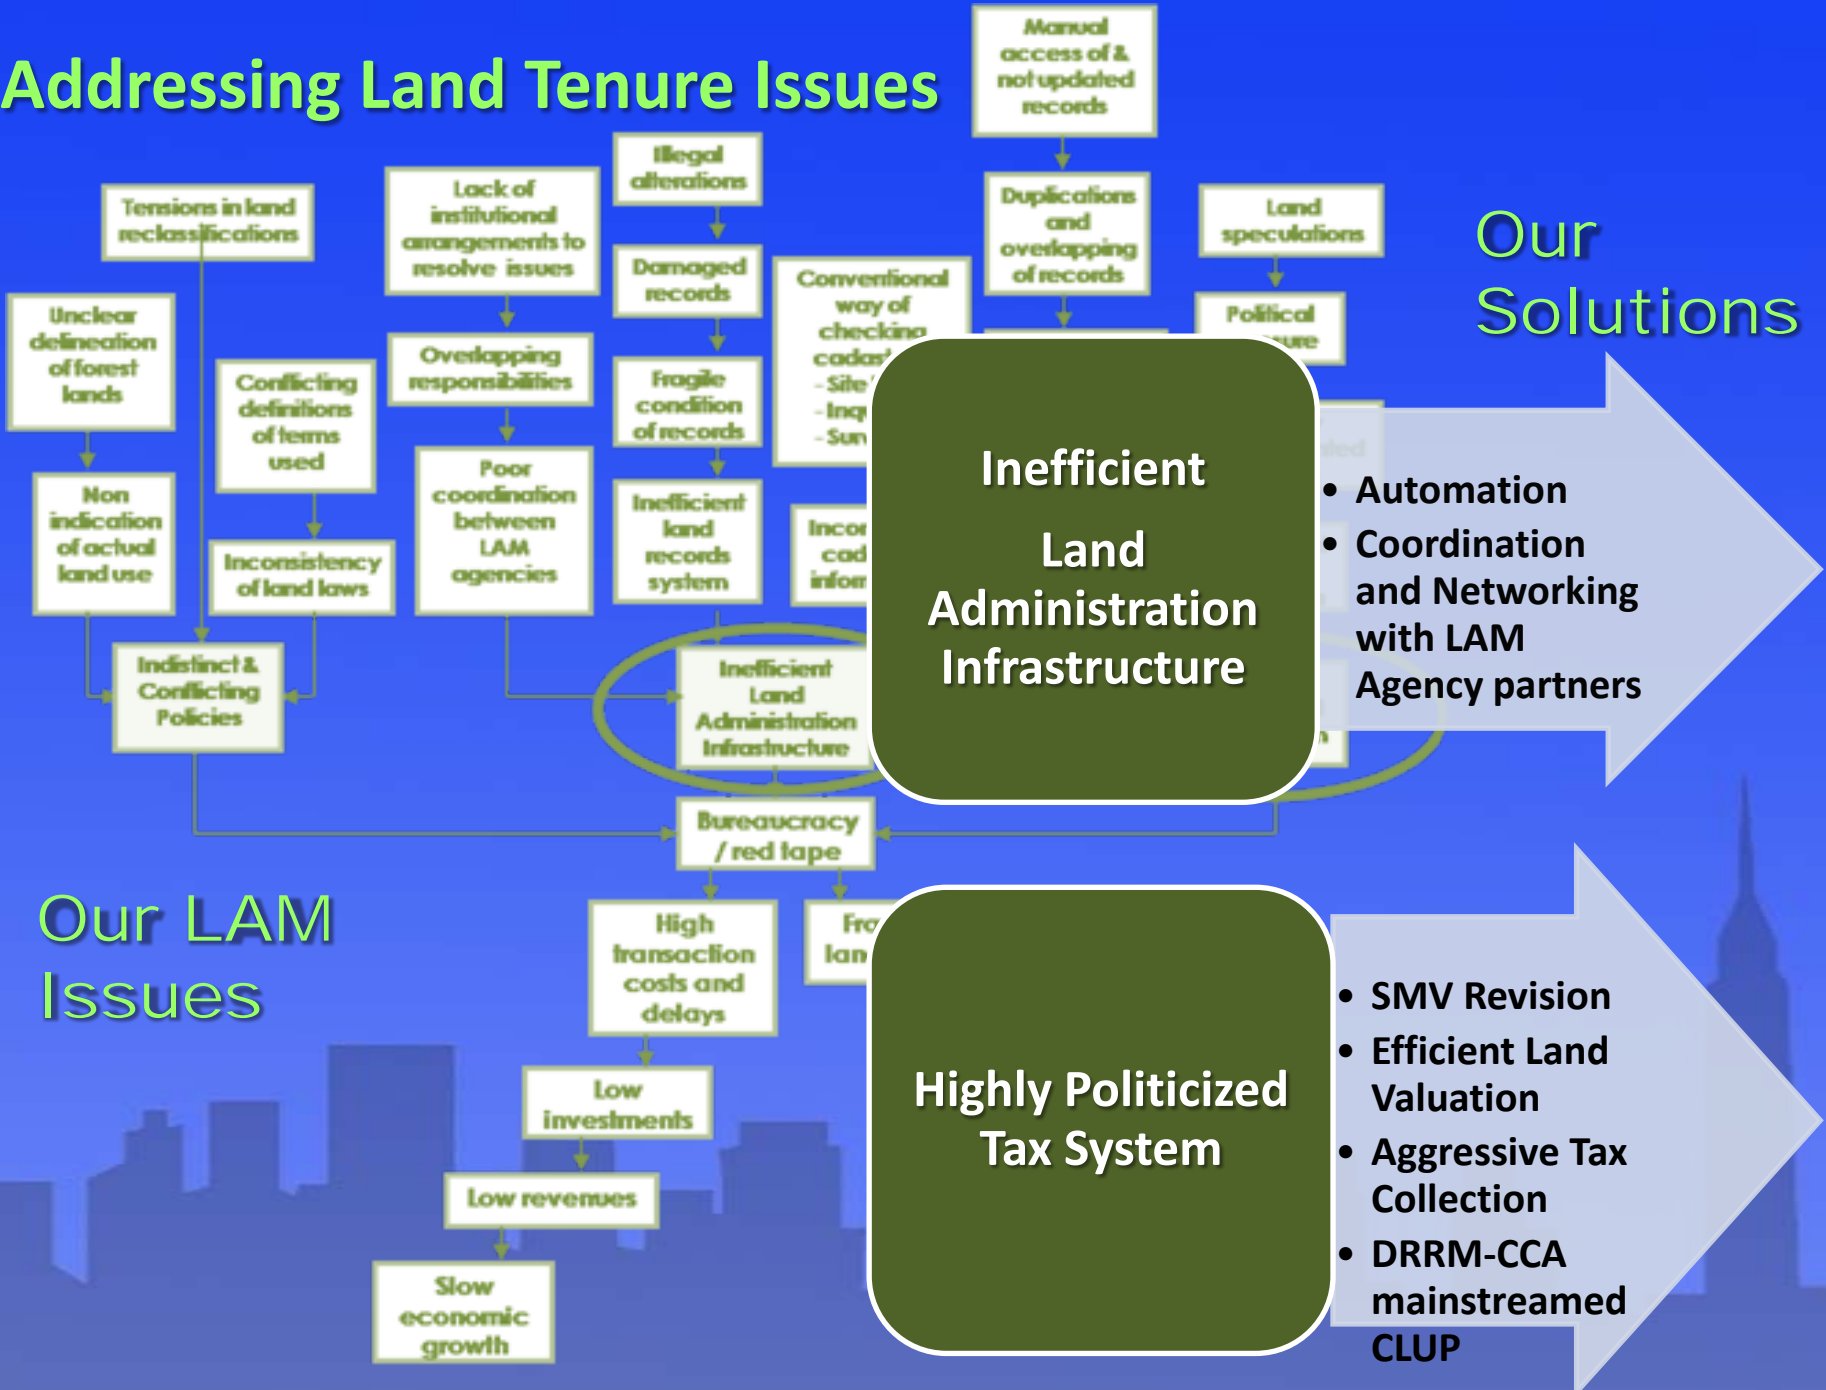 Addressing Land Tenure Issues
Manual
access of &
not updated
records
Tensions in land
reclassifications
Lack of
institutional
arrangements to
resolve issues
Illegal
alterations
Duplications
and
overlapping
of records
Land
speculations
Our
Solutions
Unclear
delineation
of forest
lands
Conflicting
definitions
of terms
used
Overlapping
responsibilities
Damaged
records
Fragile
condition
of records
Conventional
way of
checking
- Site
Political
Non
indication
of actual
land use
Inconsistency
of land laws
Poor
coordination
between
LAM
agencies
Inefficient
land
records
system
Indistinct &
Conflicting
Policies
Inefficient
Land
Administration
Infrastructure
Inefficient
Land
Administration
Infrastructure
• Automation
• Coordination
and Networking
with LAM
Agency partners
Bureaucracy
/ red tape
Our LAM
Issues
High
transaction
costs and
delays
Low
investments
Low revenues
Slow
economic
growth
Highly Politicized
Tax System
• SMV Revision
• Efficient Land
Valuation
• Aggressive Tax
Collection
• DRRM-CCA
mainstreamed
CLUP